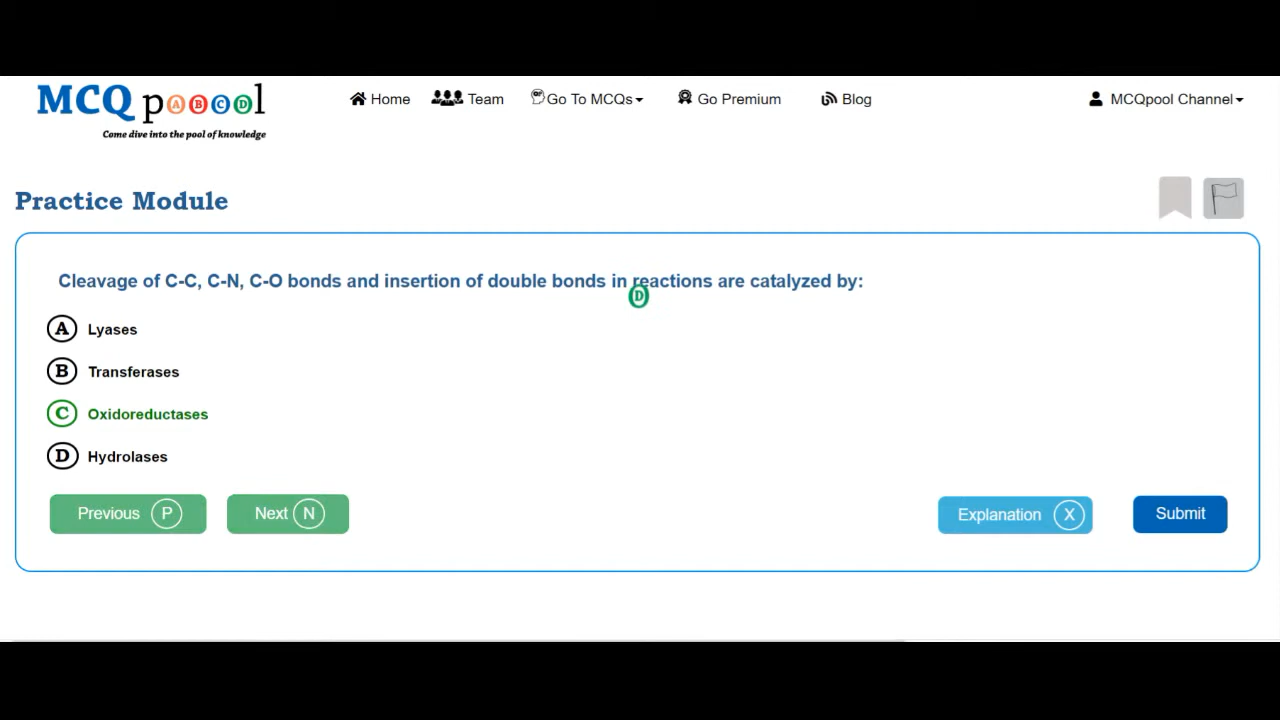 MCQ pABCDl
Come dive into the pool of knowledge
Home Team Go To MCQs Go Premium Blog MCQpool Channel
Practice Module
Cleavage of C-C, C-N, C-O bonds and insertion of double bonds in reactions are catalyzed by:
D
A Lyases
B Transferases
C Oxidoreductases
D Hydrolases
Previous P Next N Explanation X Submit